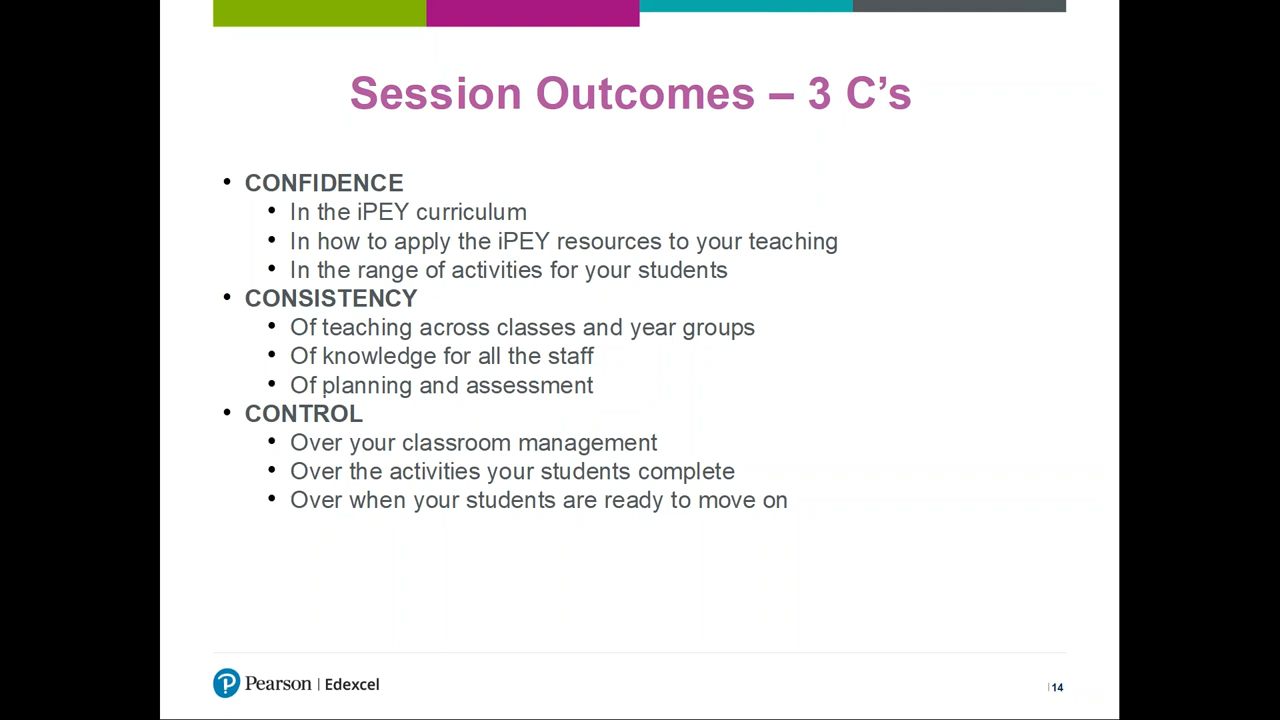 Session Outcomes – 3 C’s
• CONFIDENCE
• In the iPEY curriculum
• In how to apply the iPEY resources to your teaching
• In the range of activities for your students
• CONSISTENCY
• Of teaching across classes and year groups
• Of knowledge for all the staff
• Of planning and assessment
• CONTROL
• Over your classroom management
• Over the activities your students complete
• Over when your students are ready to move on
Pearson | Edexcel
| 14